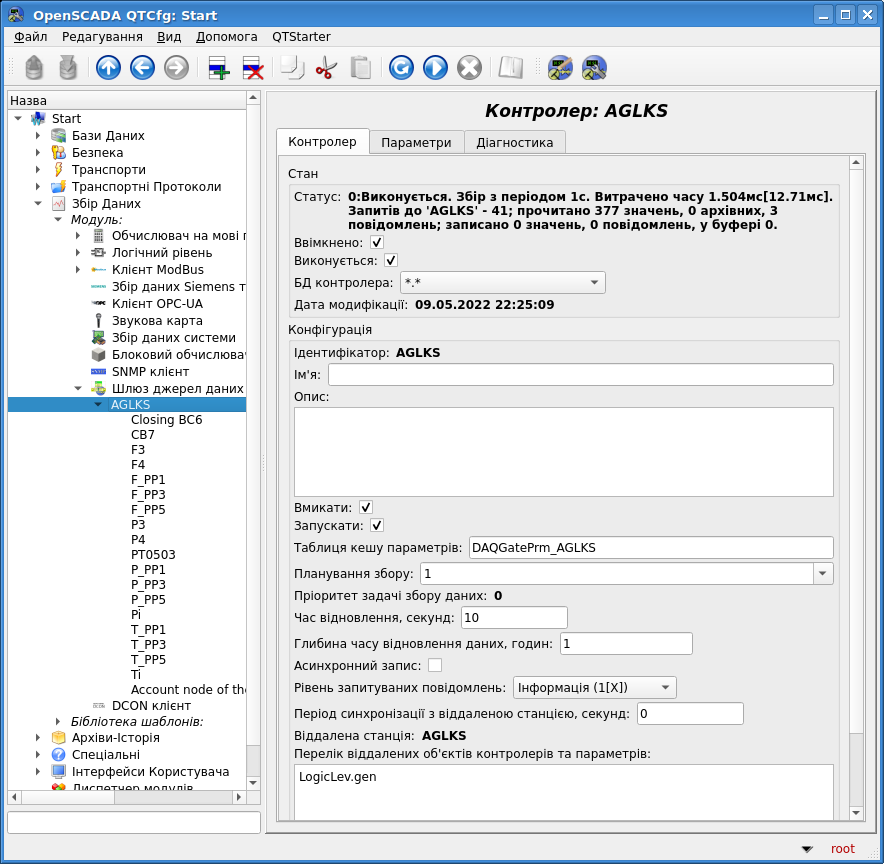 OpenSCADA QTCfg: Start
Файл Редагування Вид Допомога QTStarter
Назва
Start
Бази Даних
Безпека
Транспорти
Транспортні Протоколи
Збір Даних
Модуль:
Обчислювач на мові п
Логічний рівень
Клієнт ModBus
Збір даних Siemens т
Клієнт OPC-UA
Звукова карта
Збір даних системи
Блоковий обчислюва
SNMP клієнт
Шлюз джерел даних
AGLKS
Closing BC6
CB7
F3
F4
F_PP1
F_PP3
F_PP5
P3
P4
PT0503
P_PP1
P_PP3
P_PP5
Pi
T_PP1
T_PP3
T_PP5
Ti
Account node of the
DCON клієнт
Бібліотека шаблонів:
Архіви-Історія
Спеціальні
Інтерфейси Користувача
Диспетчер модулів
Контролер: AGLKS
Контролер Параметри Діагностика
Стан
Статус: 0:Виконується. Збір з періодом 1с. Витрачено часу 1.504мс[12.71мс].
Запитів до 'AGLKS' - 41; прочитано 377 значень, 0 архівних, 3
повідомлень; записано 0 значень, 0 повідомлень, у буфері 0.
Ввімкнено:
Виконується:
БД контролера: *.*
Дата модифікації: 09.05.2022 22:25:09
Конфігурація
Ідентифікатор: AGLKS
Ім'я:
Опис:
Вмикати:
Запускати:
Таблиця кешу параметрів: DAQGatePrm_AGLKS
Планування збору: 1
Пріоритет задачі збору даних: 0
Час відновлення, секунд: 10
Глибина часу відновлення даних, годин: 1
Асинхронний запис:
Рівень запитуваних повідомлень: Інформація (1[X])
Період синхронізації з віддаленою станцією, секунд: 0
Віддалена станція: AGLKS
Перелік віддалених об'єктів контролерів та параметрів:
LogicLev.gen
root